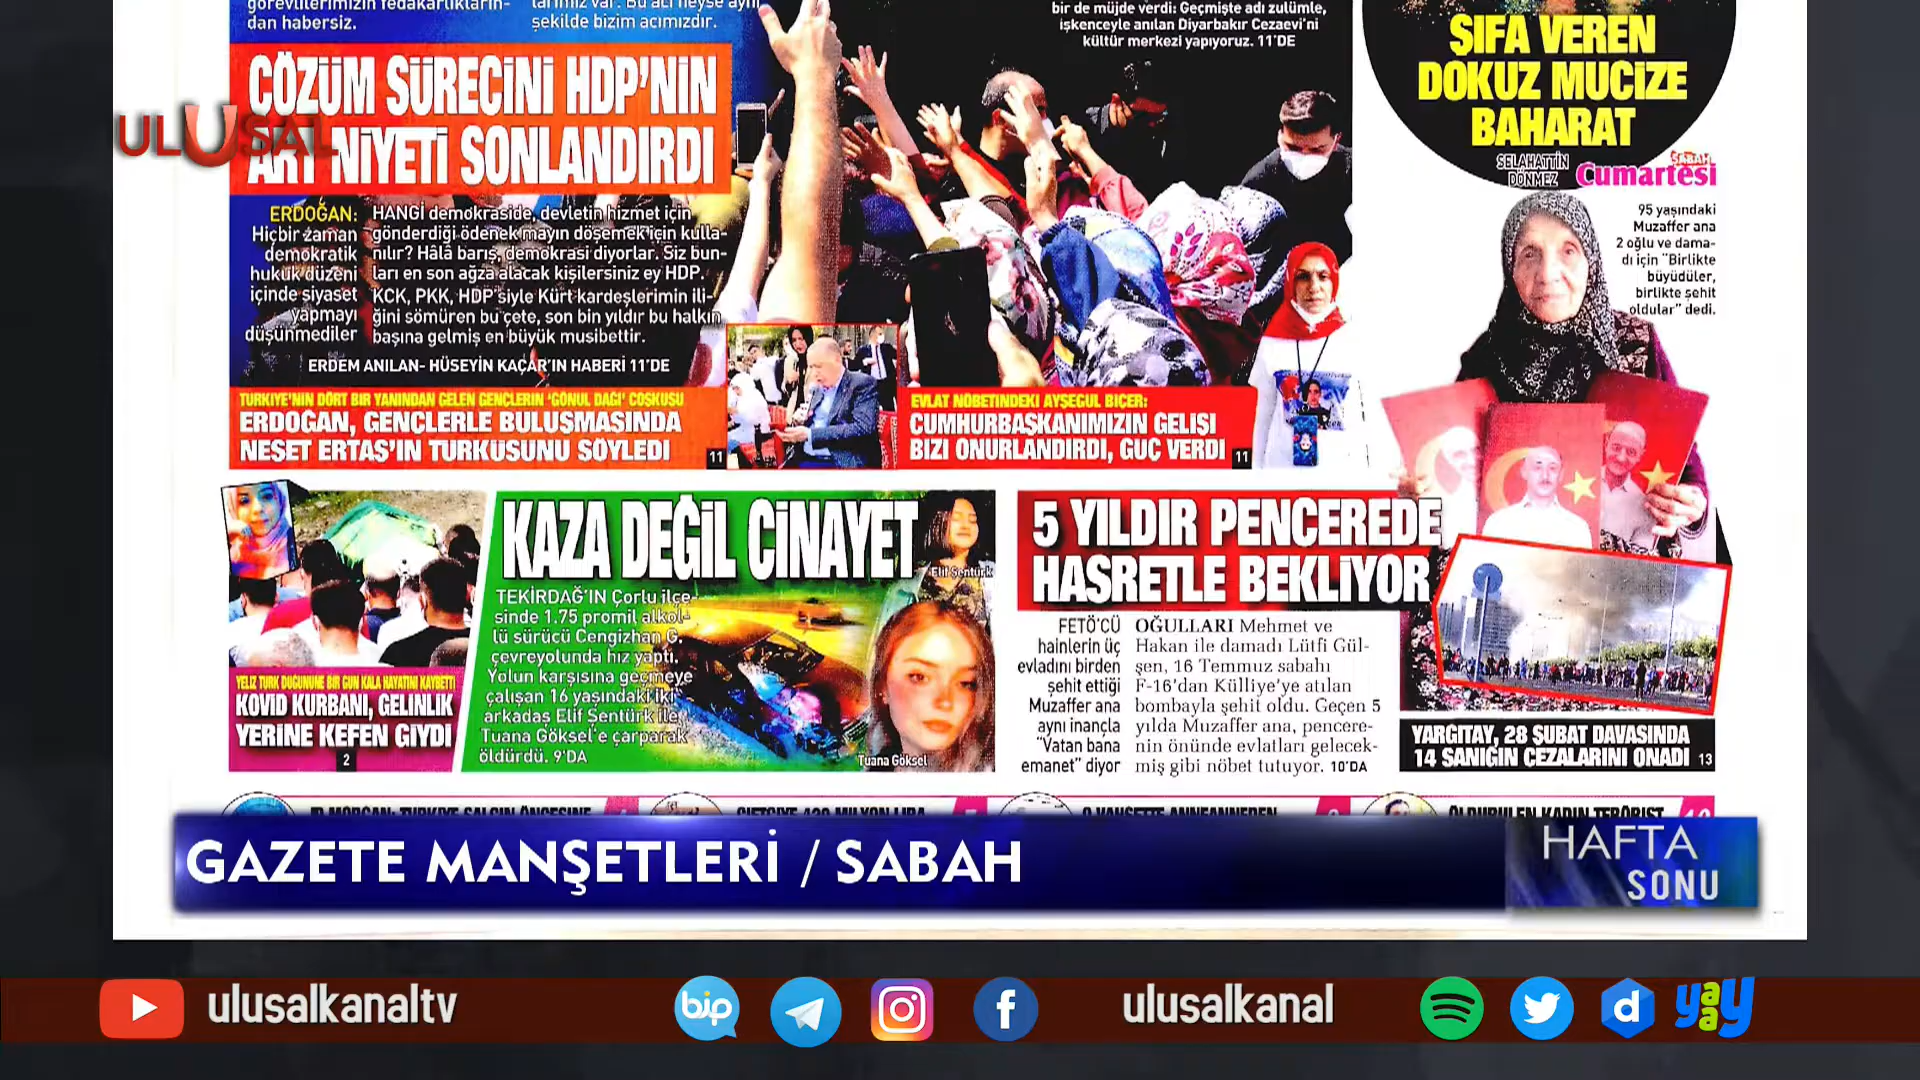 görevlilerimizin fedakârlıkların-
dan habersiz.
şekilde bizim acımızdır.
bir de müjde verdi: Geçmişte adı zulümle,
işkenceyle anılan Diyarbakır Cezaevi'ni
kültür merkezi yapıyoruz. 11'DE
ŞİFA VEREN
DOKUZ MUCİZE
BAHARAT
SELAHATTİN
DÖNMEZ
SABAH
Cumartesi
ULUSAL
ÇÖZÜM SÜRECİNİ HDP'NİN
ART NİYETİ SONLANDIRDI
ERDOĞAN:
Hiçbir zaman
demokratik
hukuk düzeni
içinde siyaset
yapmayı
düşünmediler
HANGİ demokraside, devletin hizmet için
gönderdiği ödenek mayın döşemek için kulla-
nılır? Hâlâ barış, demokrasi diyorlar. Siz bun-
ları en son ağza alacak kişilersiniz ey HDP.
KCK, PKK, HDP'siyle Kürt kardeşlerimin ili-
ğini sömüren bu çete, son bin yıldır bu halkın
başına gelmiş en büyük musibettir.
ERDEM ANILAN- HÜSEYİN KAÇAR'IN HABERİ 11'DE
TÜRKİYE'NİN DÖRT BİR YANINDAN GELEN GENÇLERİN 'GÖNÜL DAĞI' COŞKUSU
ERDOĞAN, GENÇLERLE BULUŞMASINDA
NEŞET ERTAŞ'IN TÜRKÜSÜNÜ SÖYLEDİ
11
EVLAT NÖBETİNDEKİ AYŞEGÜL BİÇER:
CUMHURBAŞKANIMIZIN GELİŞİ
BİZİ ONURLANDIRDI, GÜÇ VERDİ
11
95 yaşındaki
Muzaffer ana
2 oğlu ve dama-
dı için "Birlikte
büyüdüler,
birlikte şehit
oldular" dedi.
YELİZ TÜRK DÜĞÜNÜNE BİR GÜN KALA HAYATINI KAYBETTİ
KOVİD KURBANI, GELİNLİK
YERİNE KEFEN GİYDİ
2
KAZA DEĞİL CİNAYET
TEKİRDAĞ'IN Çorlu ilçe-
sinde 1.75 promil alkol-
lü sürücü Cengizhan G.
çevreyolunda hız yaptı.
Yolun karşısına geçmeye
çalışan 16 yaşındaki iki
arkadaş Elif Şentürk ile
Tuana Göksel'e çarparak
öldürdü. 9'DA
Elif Şentürk
Tuana Göksel
5 YILDIR PENCEREDE
HASRETLE BEKLİYOR
FETÖ'CÜ
hainlerin üç
evladını birden
şehit ettiği
Muzaffer ana
aynı inançla
"Vatan bana
emanet" diyor
OĞULLARI Mehmet ve
Hakan ile damadı Lütfi Gül-
şen, 16 Temmuz sabahı
F-16'dan Külliye'ye atılan
bombayla şehit oldu. Geçen 5
yılda Muzaffer ana, pencere-
nin önünde evlatları gelecek-
miş gibi nöbet tutuyor. 10'DA
YARGITAY, 28 ŞUBAT DAVASINDA
14 SANIĞIN CEZALARINI ONADI 13
GAZETE MANŞETLERİ / SABAH
HAFTA
SONU
ulusalkanaltv
bip
ulusalkanal
d
yaay